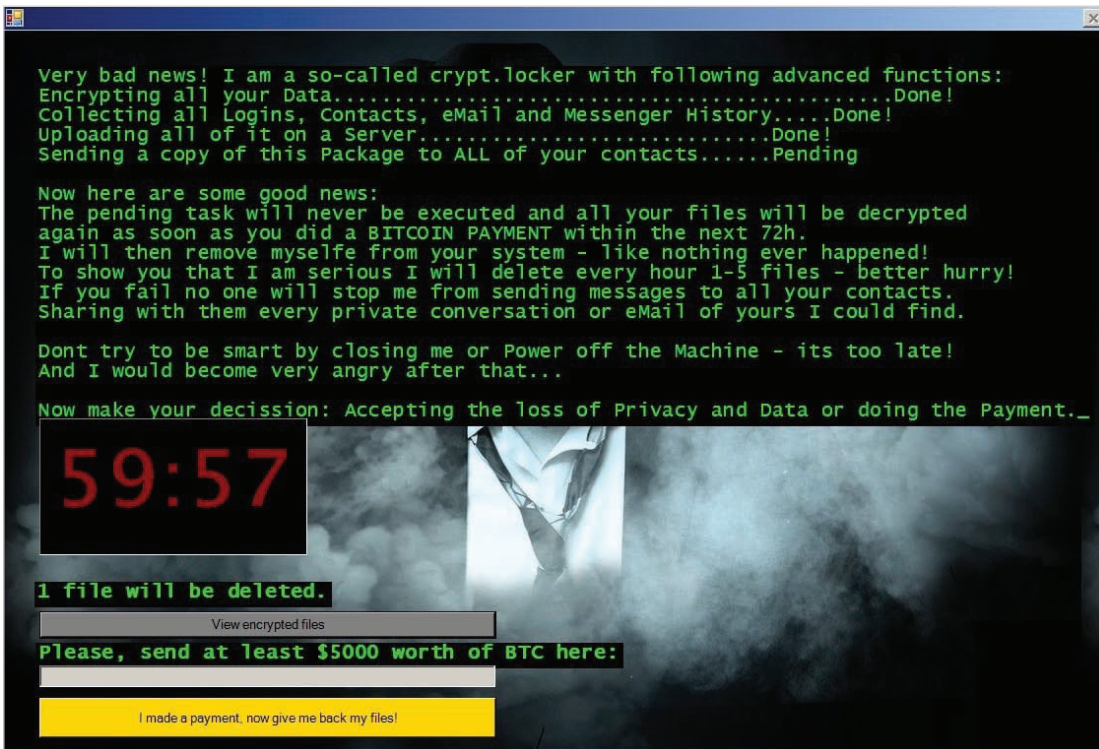 Very bad news! I am a so-called crypt.locker with following advanced functions:
Encrypting all your Data................................................Done!
Collecting all Logins, Contacts, eMail and Messenger History.....Done!
Uploading all of it on a Server..............................Done!
Sending a copy of this Package to ALL of your contacts......Pending
Now here are some good news:
The pending task will never be executed and all your files will be decrypted
again as soon as you did a BITCOIN PAYMENT within the next 72h.
I will then remove myselfe from your system - like nothing ever happened!
To show you that I am serious I will delete every hour 1-5 files - better hurry!
If you fail no one will stop me from sending messages to all your contacts.
Sharing with them every private conversation or eMail of yours I could find.
Dont try to be smart by closing me or Power off the Machine - its too late!
And I would become very angry after that...
Now make your decission: Accepting the loss of Privacy and Data or doing the Payment._
59:57
1 file will be deleted.
View encrypted files
Please, send at least $5000 worth of BTC here:
I made a payment, now give me back my files!